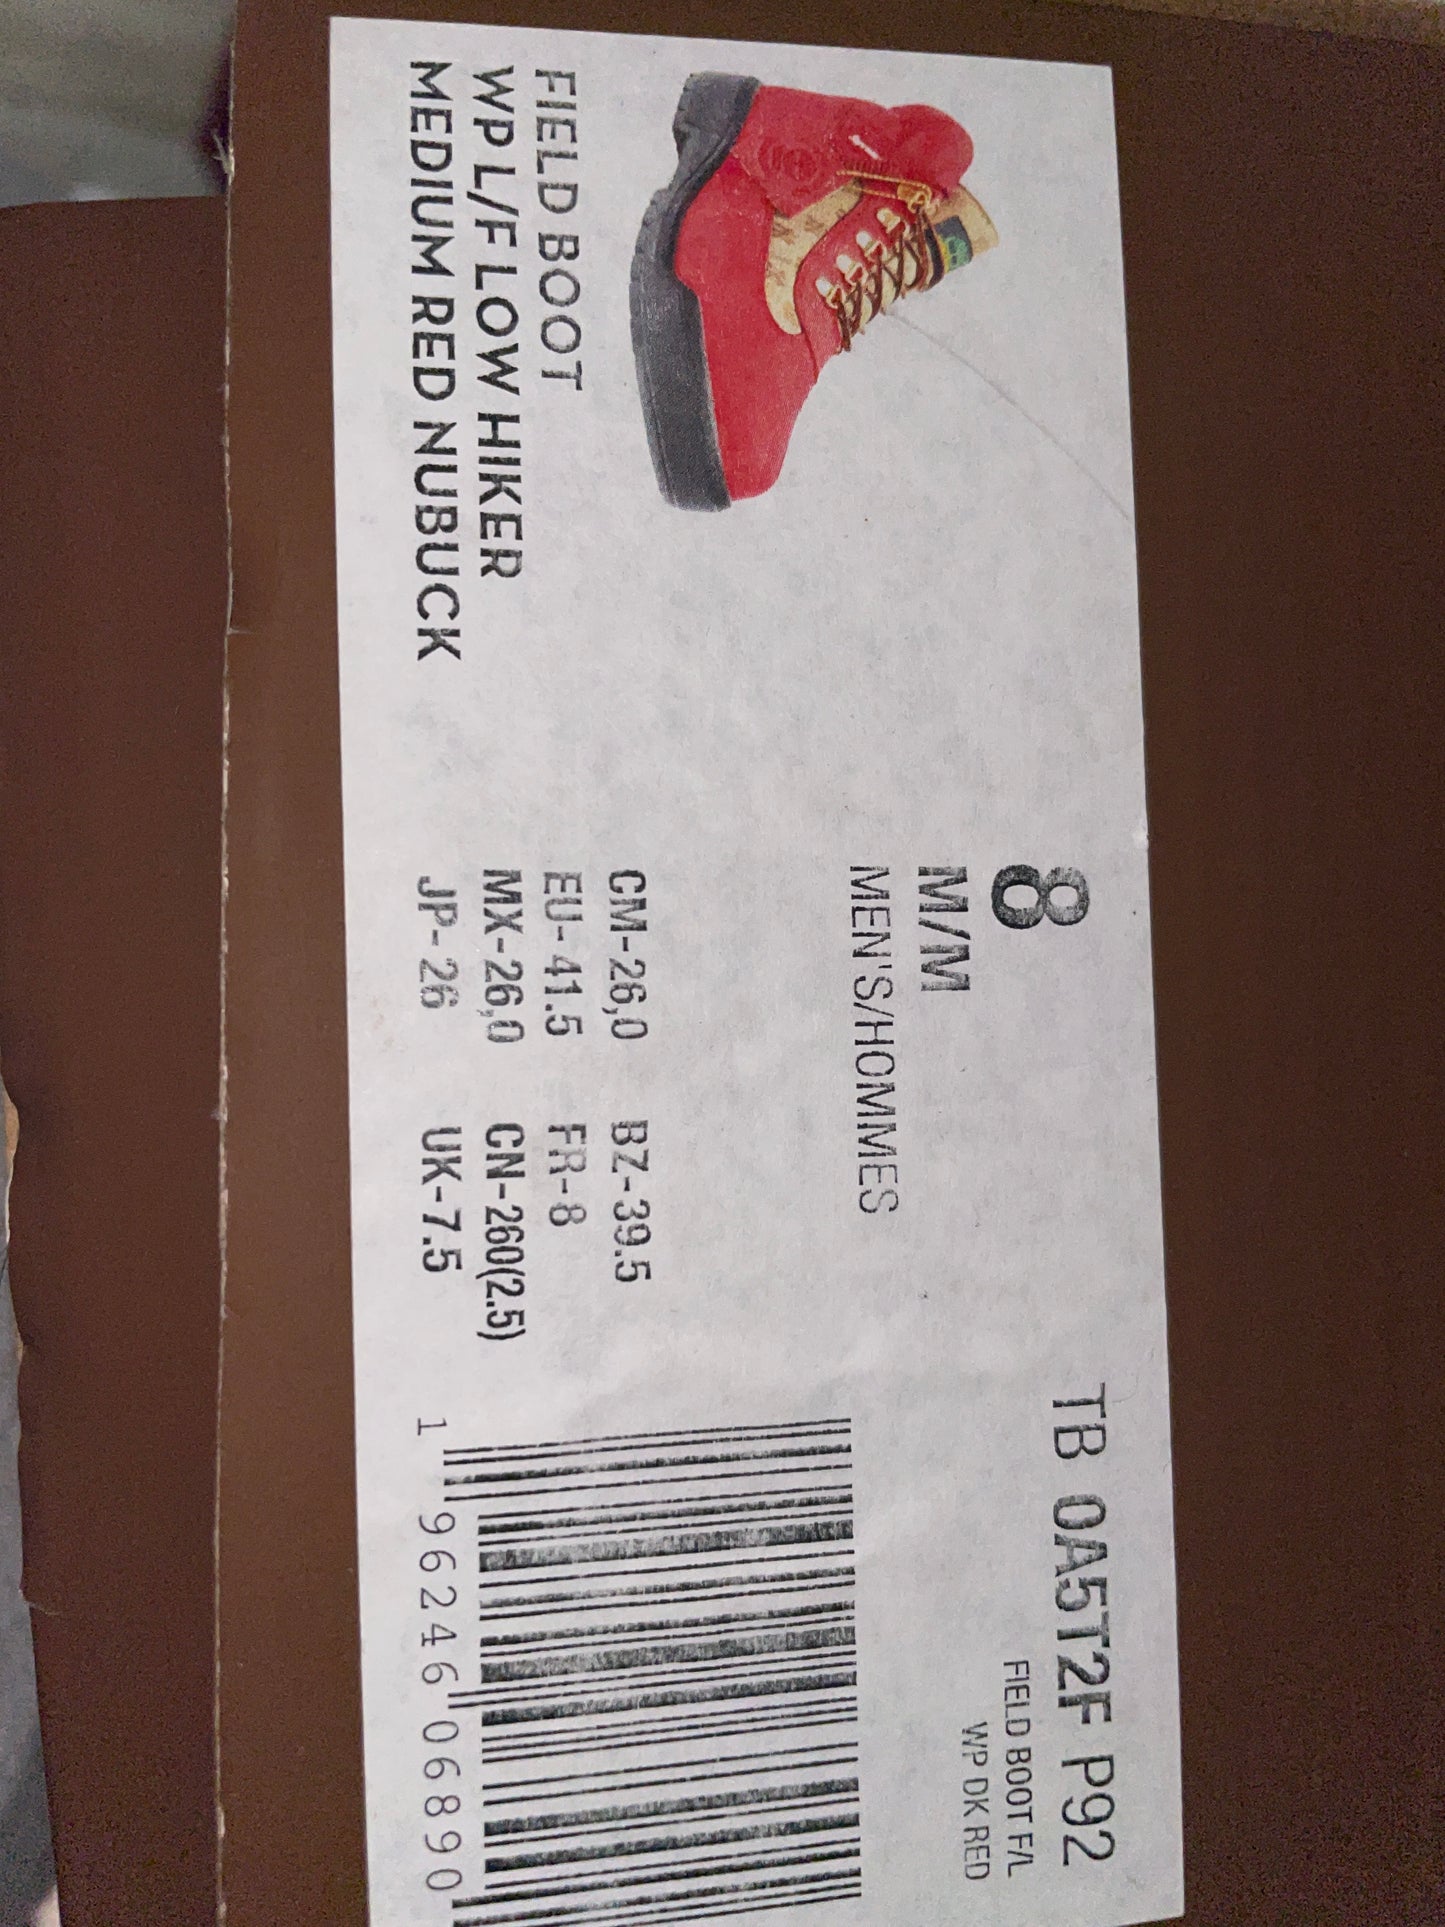 8
M/M
MEN'S/HOMMES
TB 0A5T2F P92
FIELD BOOT F/L
WP DK RED
FIELD BOOT
WP L/F LOW HIKER
MEDIUM RED NUBUCK
CM-26,0 BZ-39.5
EU-41.5 FR-8
MX-26,0 CN-260(2.5)
JP-26 UK-7.5
1 96246 06890